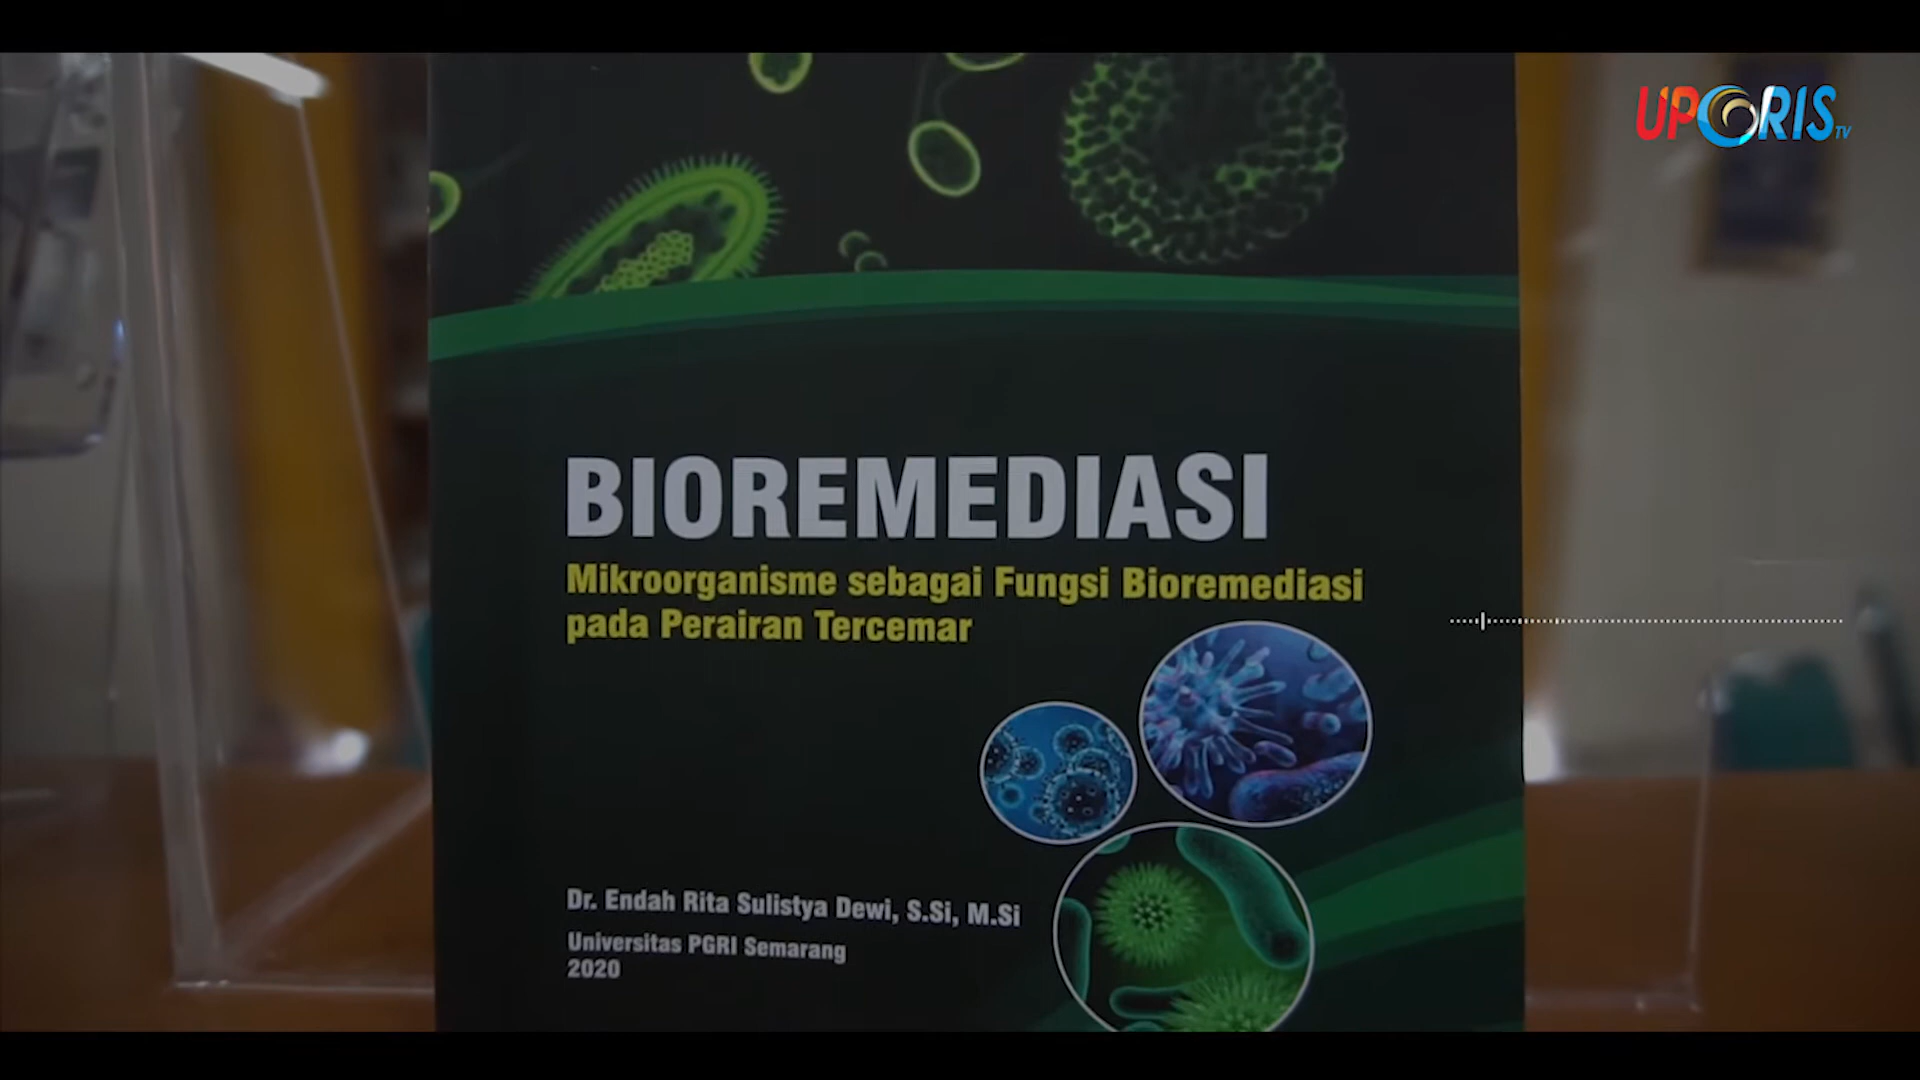 UPGRIS TV
BIOREMEDIASI
Mikroorganisme sebagai Fungsi Bioremediasi
pada Perairan Tercemar
Dr. Endah Rita Sulistya Dewi, S.Si, M.Si
Universitas PGRI Semarang
2020